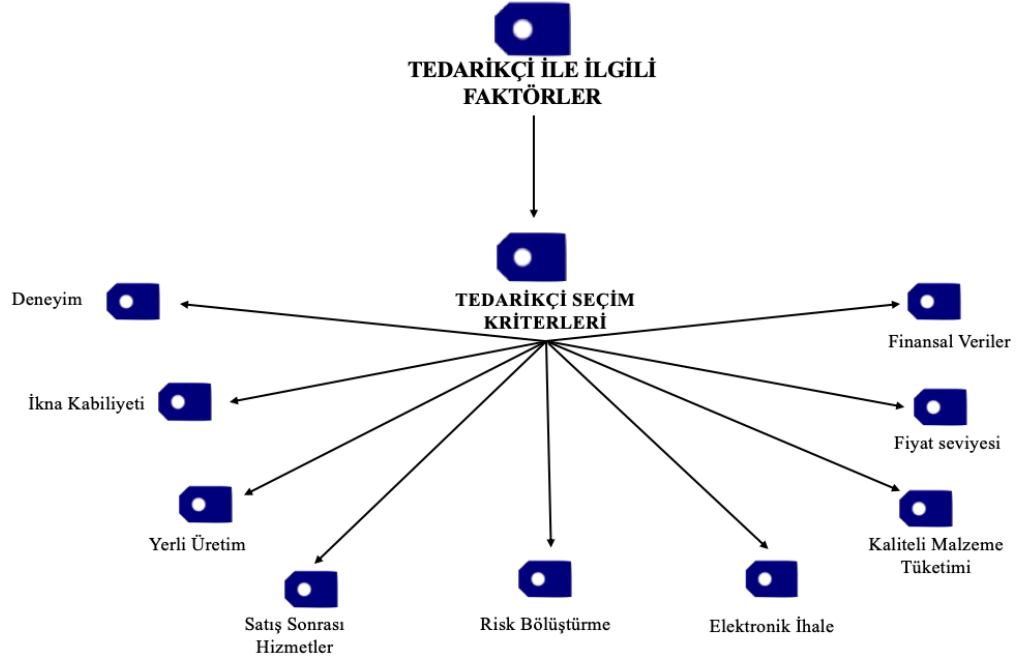 TEDARİKÇİ İLE İLGİLİ
FAKTÖRLER
TEDARİKÇİ SEÇİM
KRİTERLERİ
Deneyim
İkna Kabiliyeti
Yerli Üretim
Satış Sonrası
Hizmetler
Risk Bölüştürme
Elektronik İhale
Kaliteli Malzeme
Tüketimi
Fiyat seviyesi
Finansal Veriler